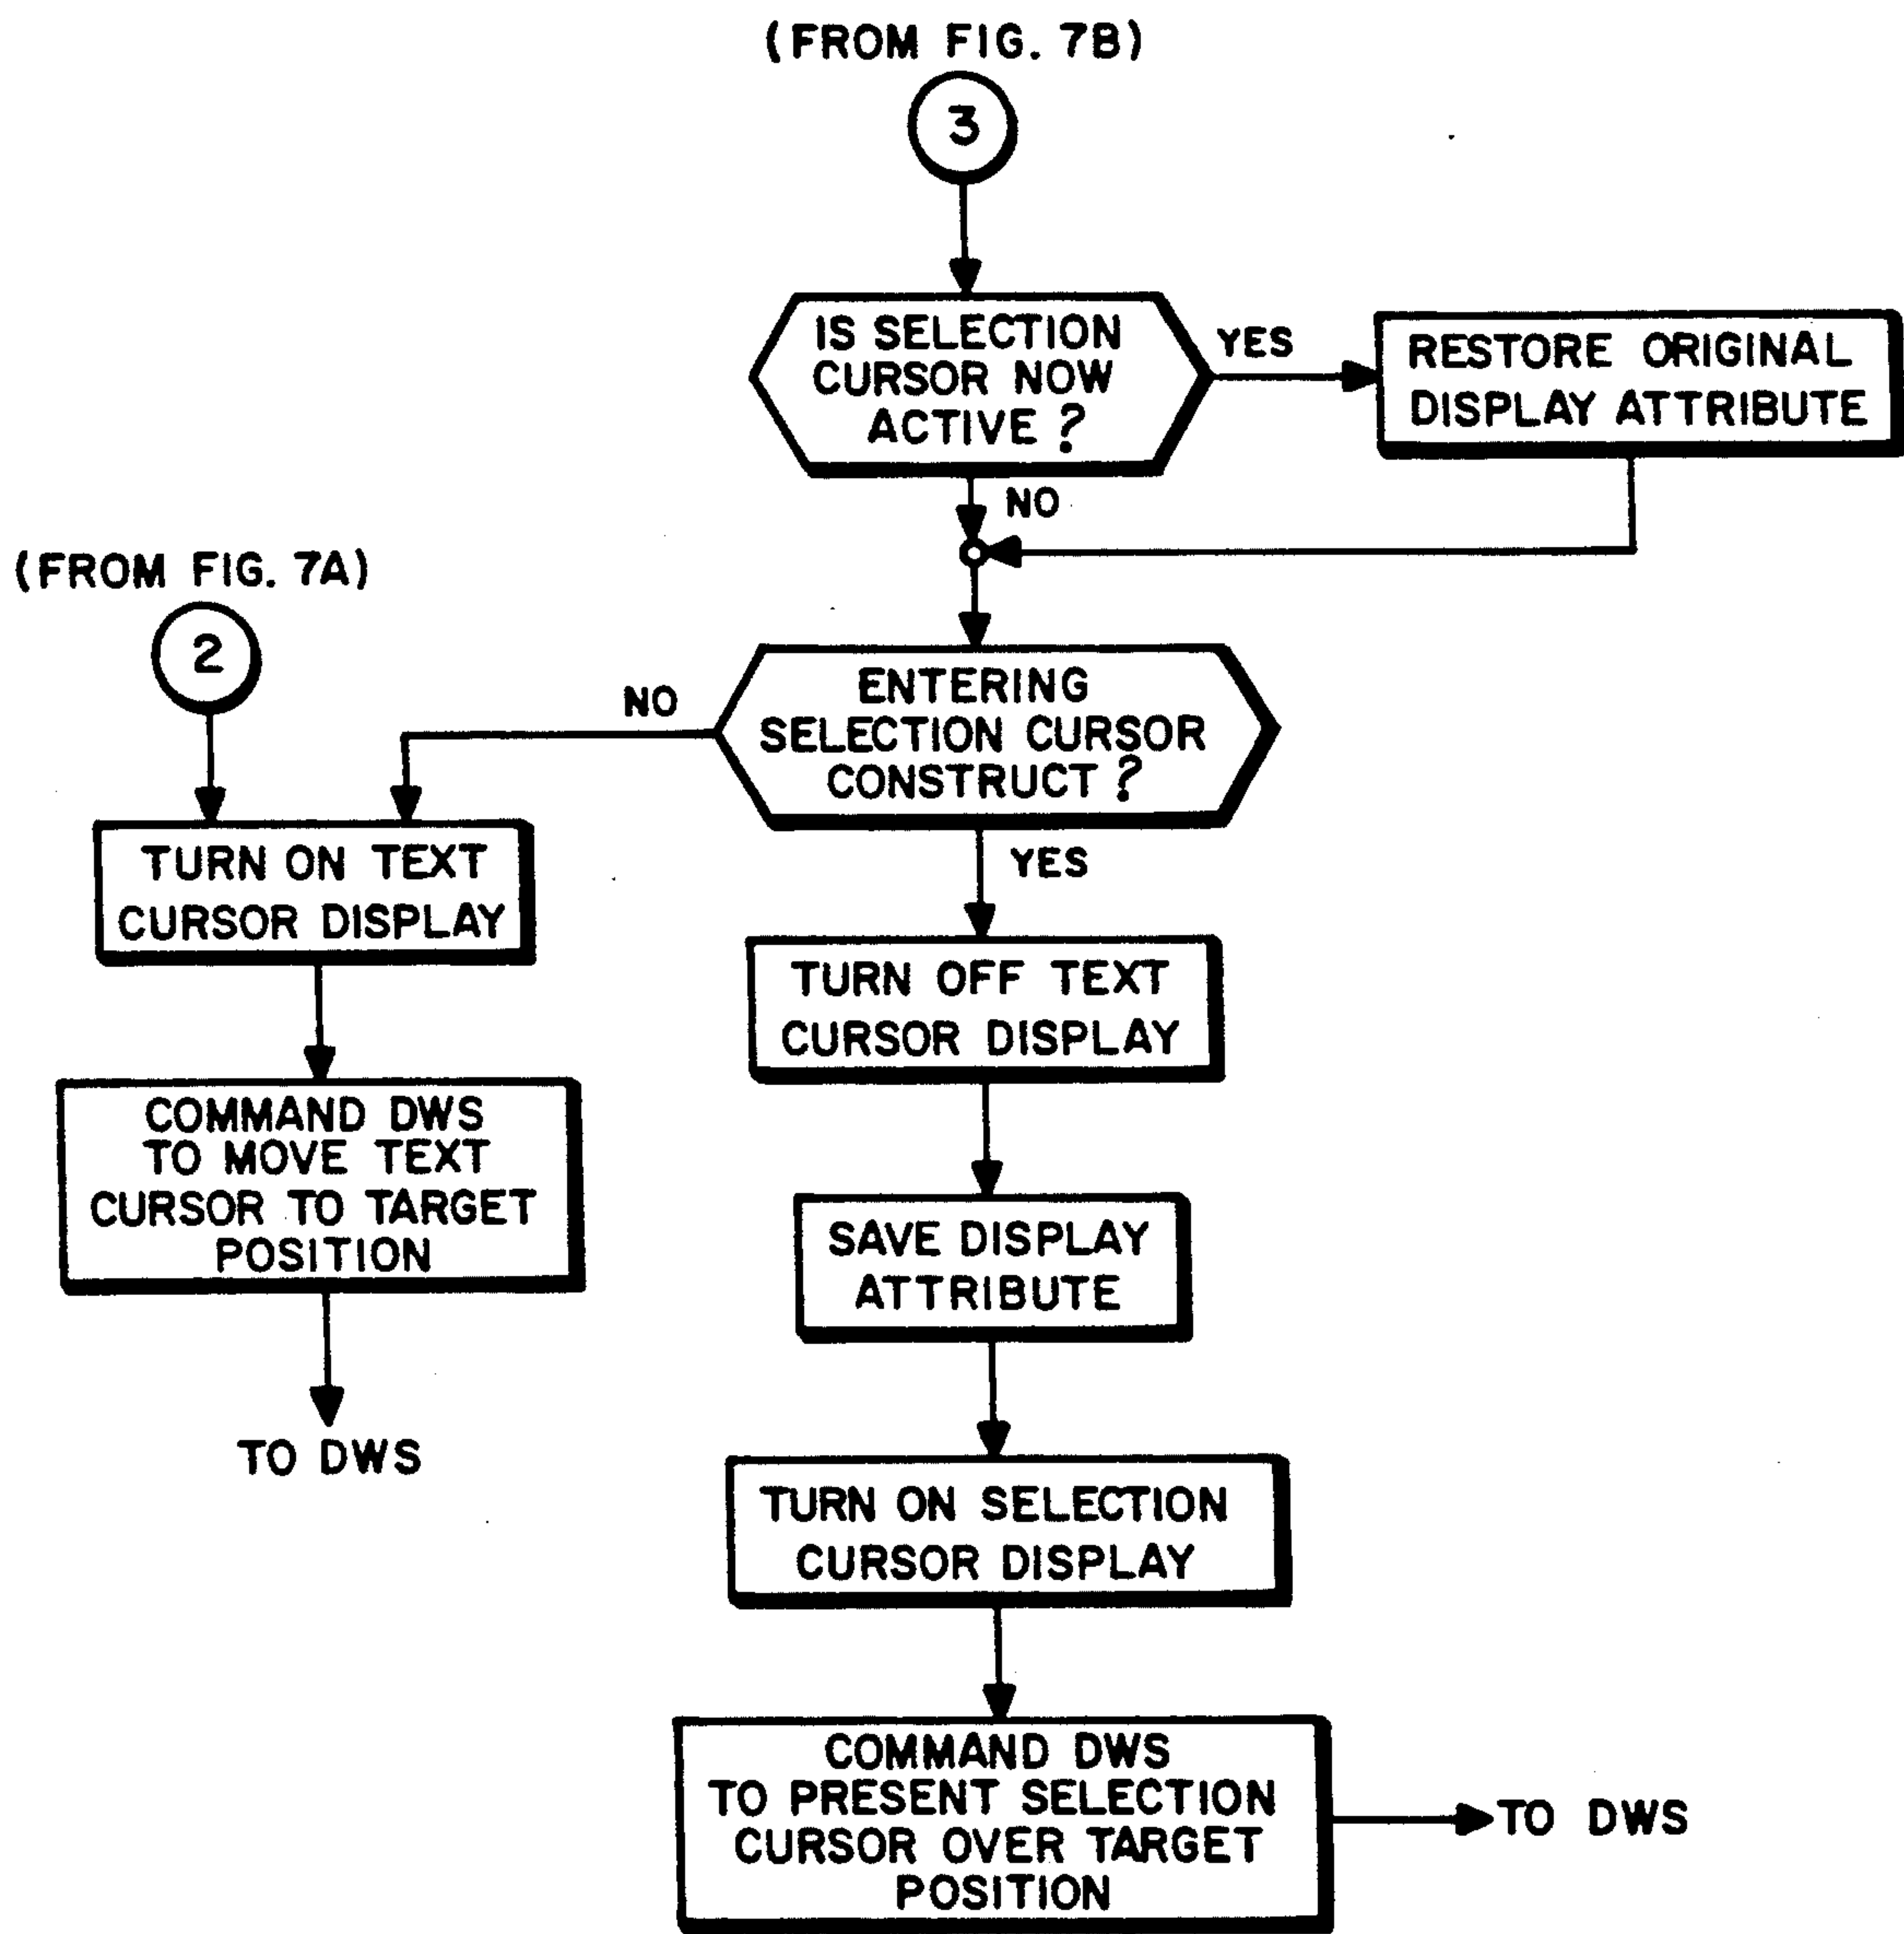 (FROM FIG. 7B)
3
IS SELECTION
CURSOR NOW
ACTIVE ?
YES
RESTORE ORIGINAL
DISPLAY ATTRIBUTE
NO
(FROM FIG. 7A)
2
NO
ENTERING
SELECTION CURSOR
CONSTRUCT ?
YES
TURN ON TEXT
CURSOR DISPLAY
TURN OFF TEXT
CURSOR DISPLAY
COMMAND DWS
TO MOVE TEXT
CURSOR TO TARGET
POSITION
SAVE DISPLAY
ATTRIBUTE
TO DWS
TURN ON SELECTION
CURSOR DISPLAY
COMMAND DWS
TO PRESENT SELECTION
CURSOR OVER TARGET
POSITION
TO DWS